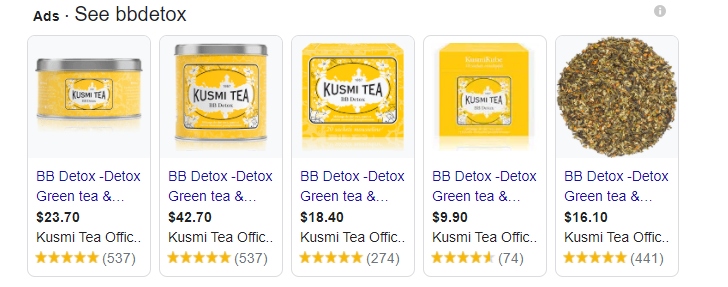 Ads · See bbdetox
KUSMI TEA
BB Detox
KUSMI TEA
BB Detox
KUSMI TEA
BB Detox
KUSMI TEA
BB Detox -Detox
Green tea &...
$23.70
Kusmi Tea Offic..
(537)
BB Detox -Detox
Green tea &...
$42.70
Kusmi Tea Offic..
(537)
BB Detox -Detox
Green tea &...
$18.40
Kusmi Tea Offic..
(274)
BB Detox -Detox
Green tea &...
$9.90
Kusmi Tea Offic..
(74)
BB Detox -Detox
Green tea &...
$16.10
Kusmi Tea Offic..
(441)